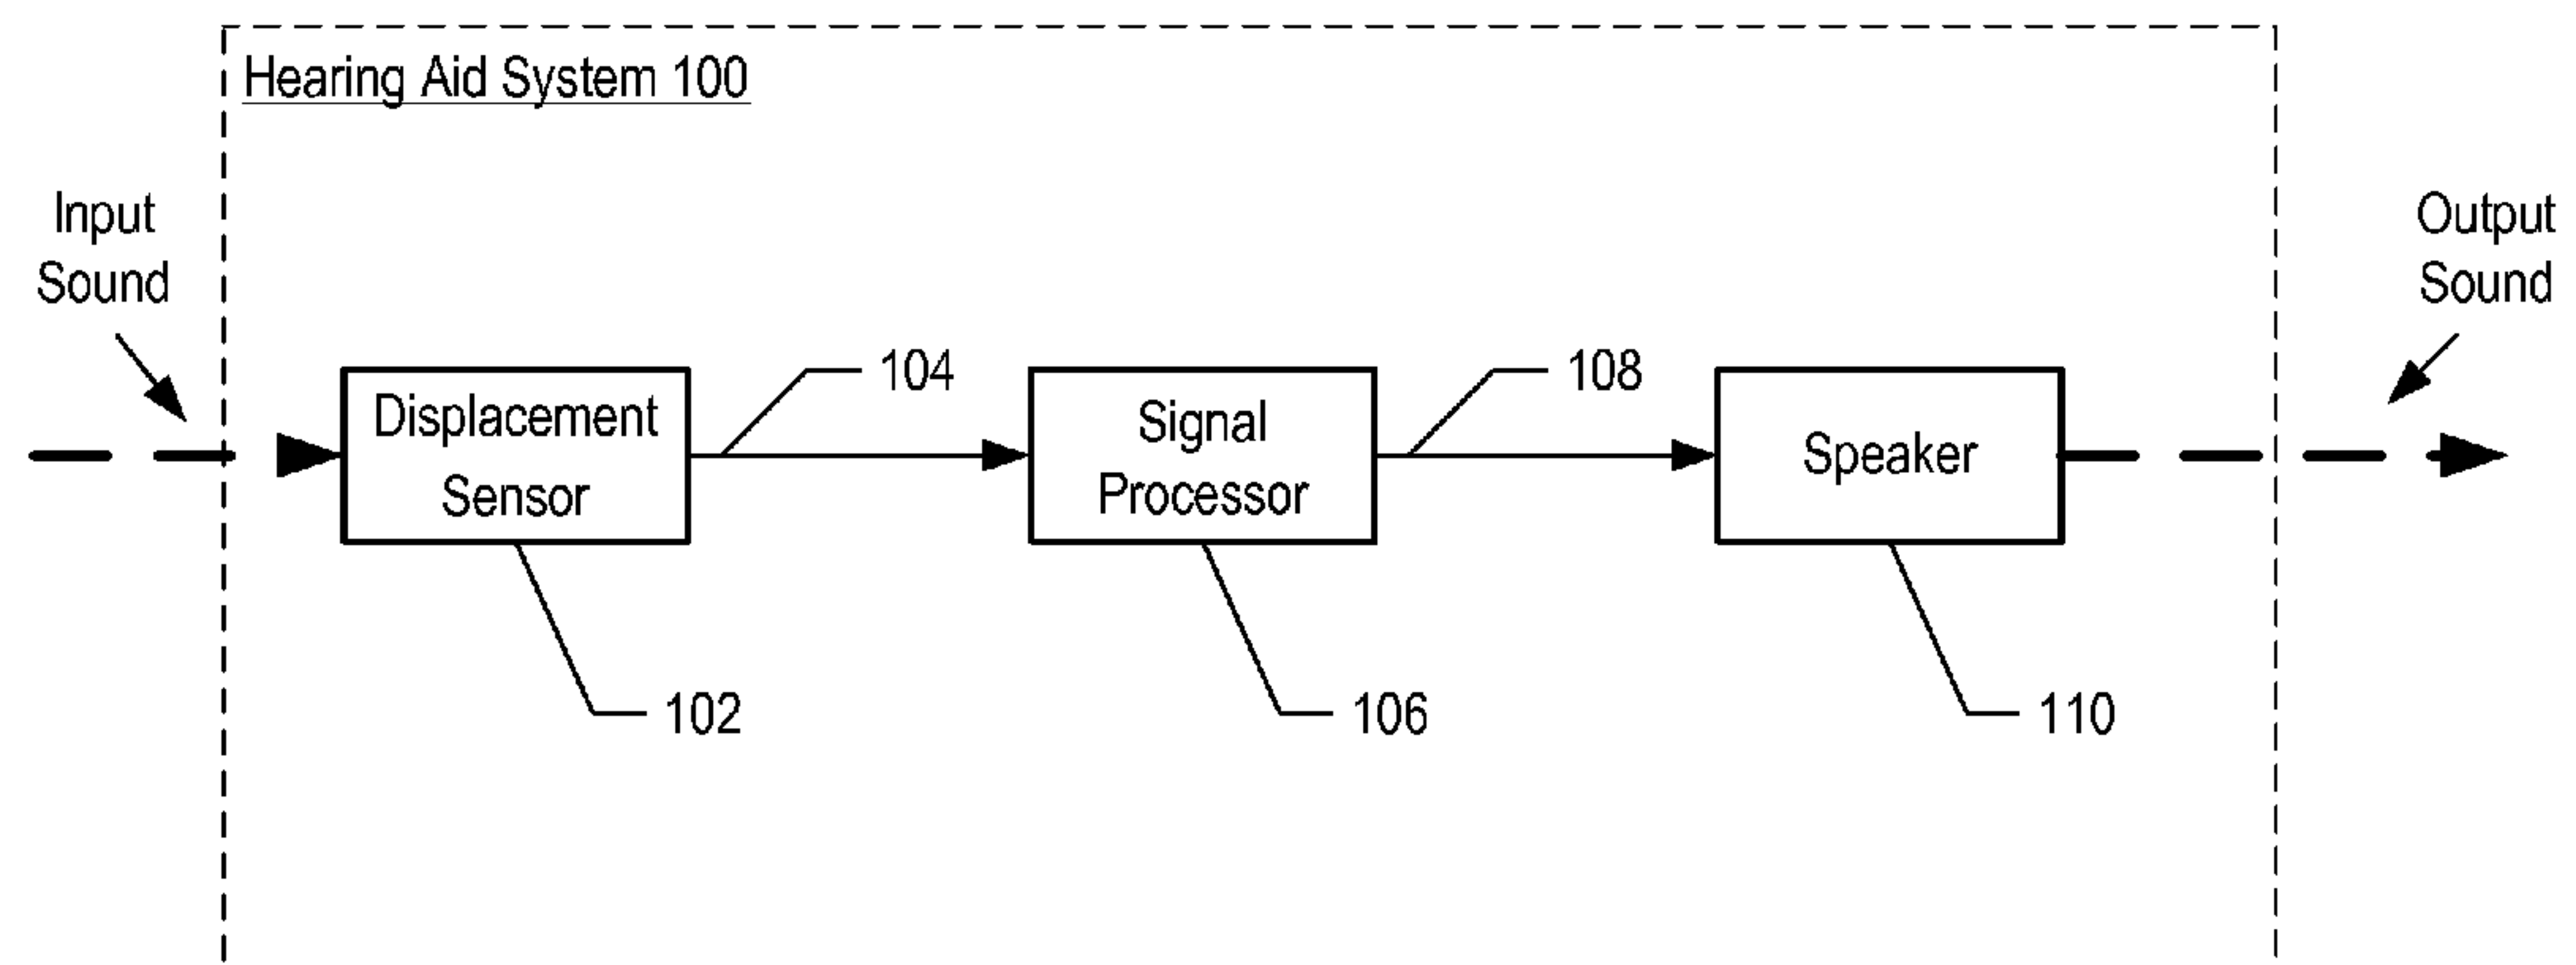 Hearing Aid System 100
Input
Sound
Output
Sound
104
108
Displacement
Sensor
Signal
Processor
Speaker
102
106
110